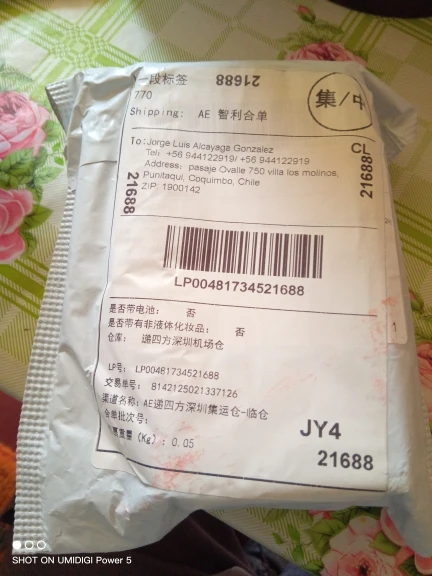 一段标签
21688
770
集/中
Shipping: AE 智利合单
To: Jorge Luis Alcayaga Gonzalez
Tel: +56 944122919/ +56 944122919
Address: pasaje Ovalle 750 villa los molinos,
Punitaqui, Coquimbo, Chile
ZIP: 1900142
CL
21688
21688
LP00481734521688
是否带电池: 否
是否带有非液体化妆品: 否
仓库: 递四方深圳机场仓
1
LP号: LP00481734521688
交易单号: 8142125021337126
渠道名称: AE递四方深圳集运仓-临仓
合单批次号:
重量 (Kg) : 0.05
JY4
21688
SHOT ON UMIDIGI Power 5